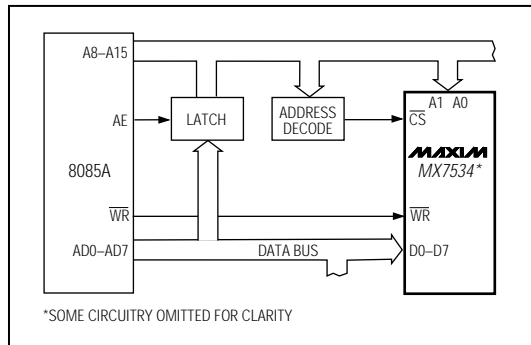 A8–A15
AE
LATCH
ADDRESS
DECODE
A1 A0
CS
MAXIM
MX7534*
8085A
WR
WR
AD0–AD7
DATA BUS
D0–D7
*SOME CIRCUITRY OMITTED FOR CLARITY